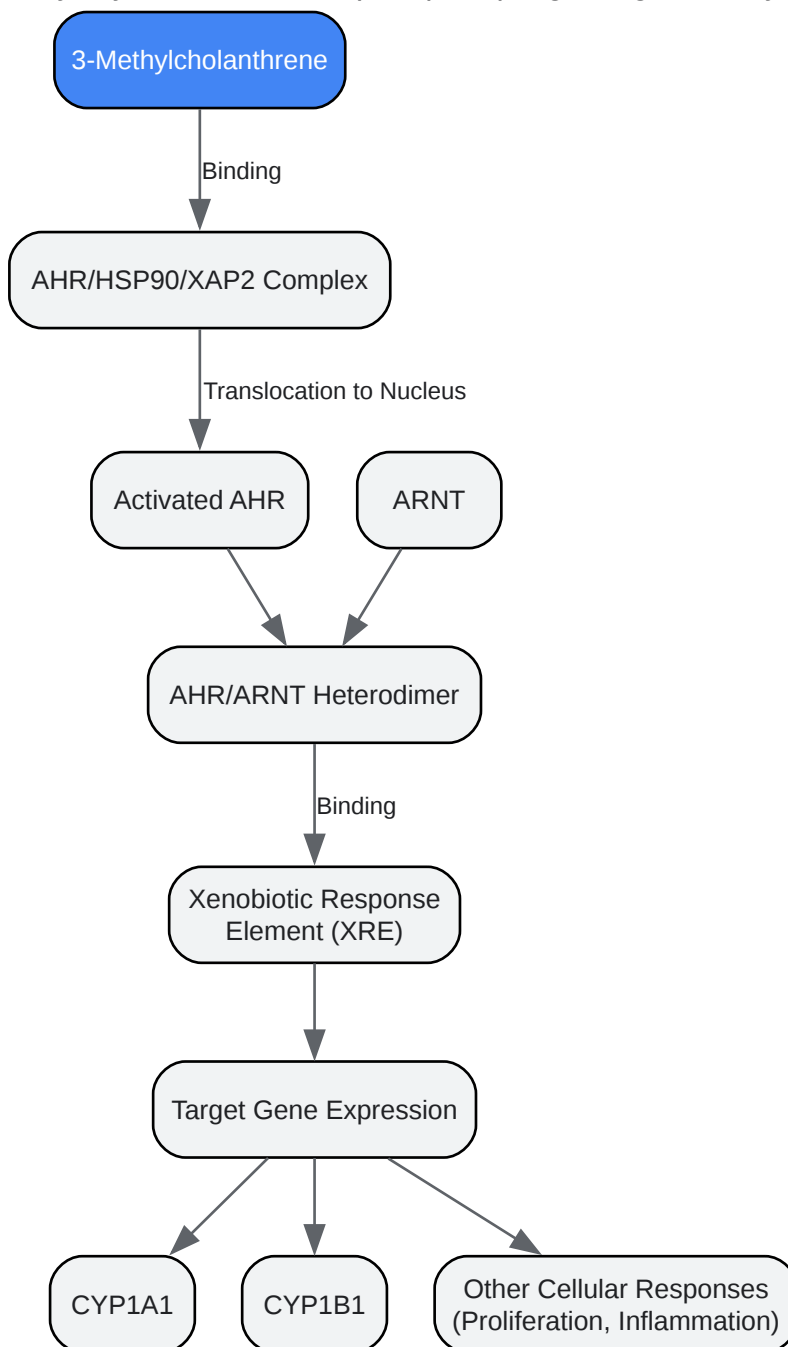 3-Methylcholanthrene
Binding
AHR/HSP90/XAP2 Complex
Translocation to Nucleus
Activated AHR
ARNT
AHR/ARNT Heterodimer
Binding
Xenobiotic Response
Element (XRE)
Target Gene Expression
CYP1A1
CYP1B1
Other Cellular Responses
(Proliferation, Inflammation)